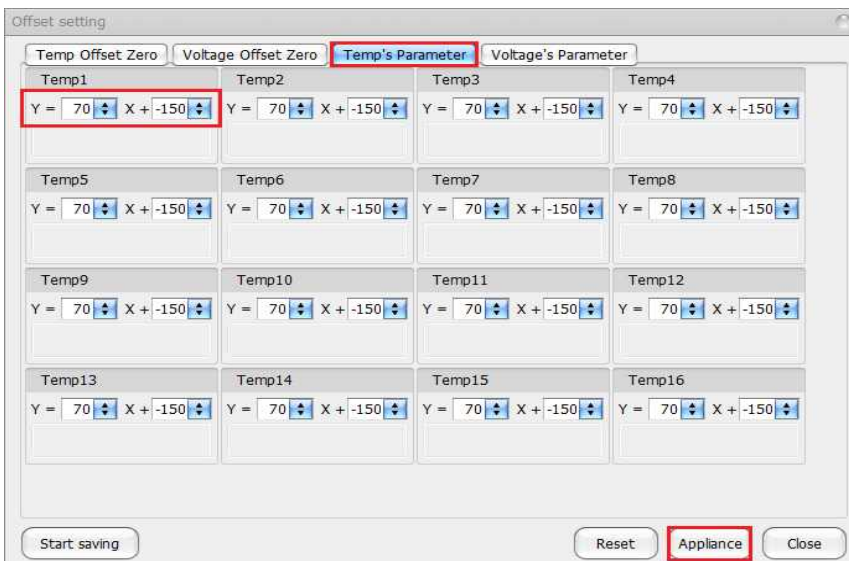 Offset setting
Temp Offset Zero Voltage Offset Zero Temp's Parameter Voltage's Parameter
Temp1 Temp2 Temp3 Temp4
Y = 70 X + -150 Y = 70 X + -150 Y = 70 X + -150 Y = 70 X + -150
Temp5 Temp6 Temp7 Temp8
Y = 70 X + -150 Y = 70 X + -150 Y = 70 X + -150 Y = 70 X + -150
Temp9 Temp10 Temp11 Temp12
Y = 70 X + -150 Y = 70 X + -150 Y = 70 X + -150 Y = 70 X + -150
Temp13 Temp14 Temp15 Temp16
Y = 70 X + -150 Y = 70 X + -150 Y = 70 X + -150 Y = 70 X + -150
Start saving Reset Appliance Close